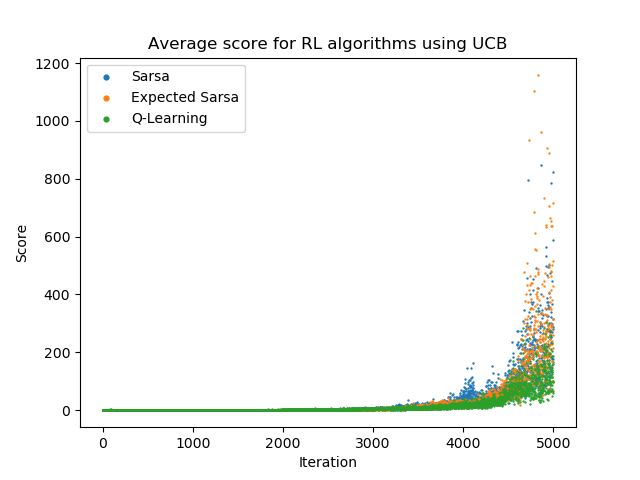 Average score for RL algorithms using UCB
Sarsa
Expected Sarsa
Q-Learning
Score
1200
1000
800
600
400
200
0
0 1000 2000 3000 4000 5000
Iteration